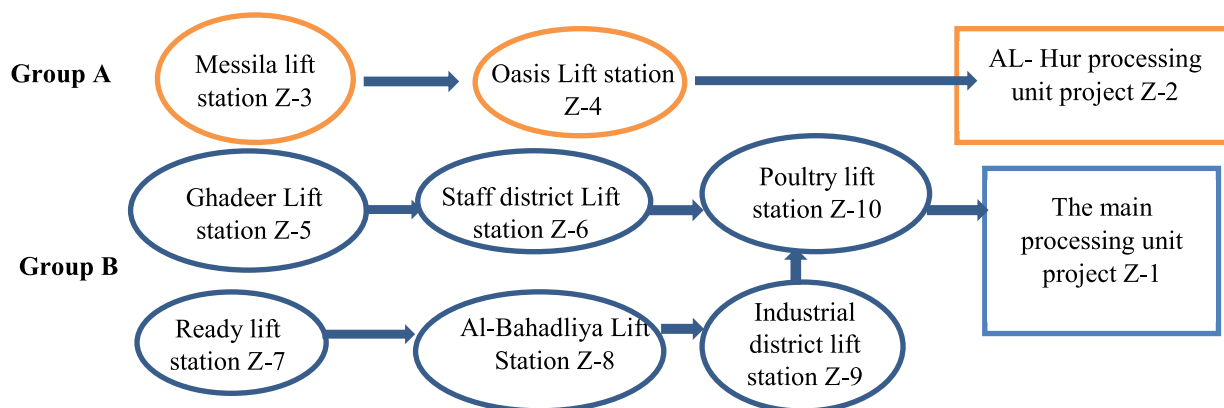 Group A
Messila lift
station Z-3
Oasis Lift station
Z-4
AL- Hur processing
unit project Z-2
Group B
Ghadeer Lift
station Z-5
Staff district Lift
station Z-6
Poultry lift
station Z-10
The main
processing unit
project Z-1
Ready lift
station Z-7
Al-Bahadliya Lift
Station Z-8
Industrial
district lift
station Z-9